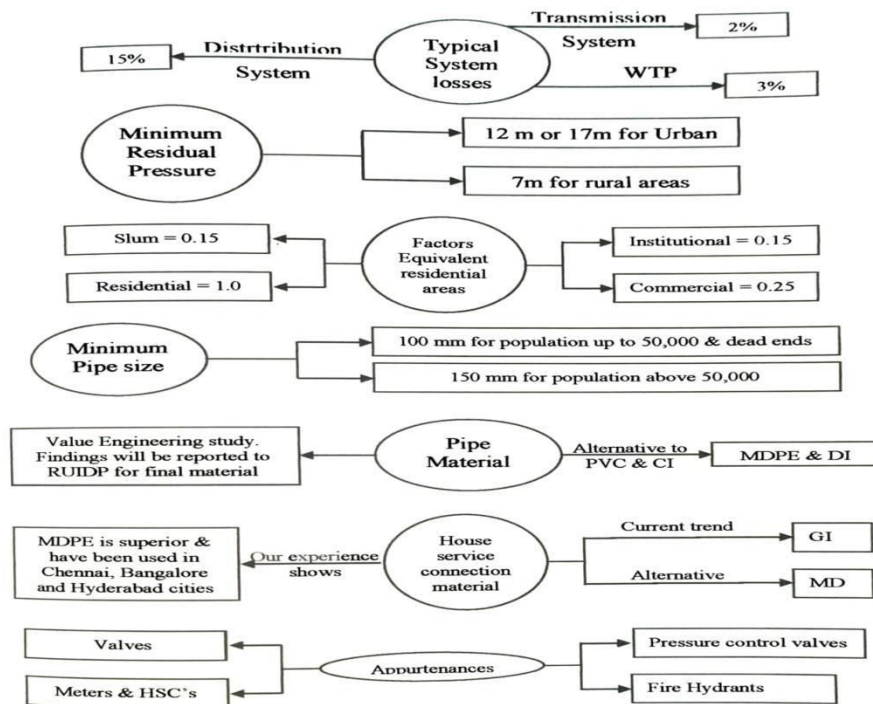 Transmission
System
2%
Distrtribution
System
15%
Typical
System
losses
WTP
3%
Minimum
Residual
Pressure
12 m or 17m for Urban
7m for rural areas
Slum = 0.15
Residential = 1.0
Factors
Equivalent
residential
areas
Institutional = 0.15
Commercial = 0.25
Minimum
Pipe size
100 mm for population up to 50,000 & dead ends
150 mm for population above 50,000
Value Engineering study.
Findings will be reported to
RUIDP for final material
Pipe
Material
Alternative to
PVC & CI
MDPE & DI
MDPE is superior &
have been used in
Chennai, Bangalore
and Hyderabad cities
Our experience
shows
House
service
connection
material
Current trend
GI
Alternative
MD
Valves
Meters & HSC's
Appurtenances
Pressure control valves
Fire Hydrants